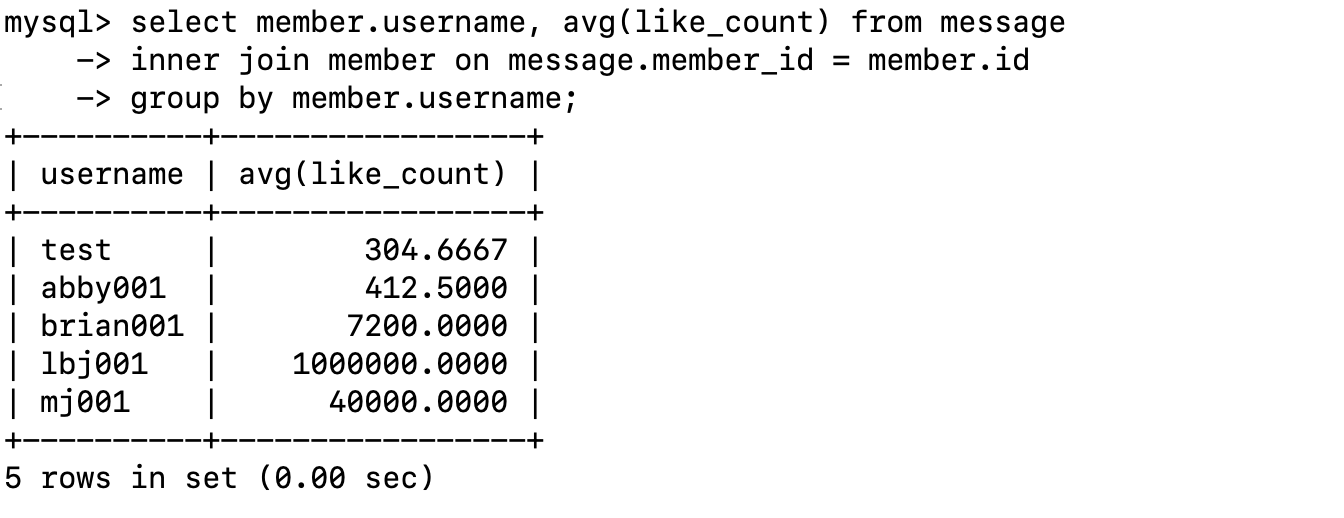 mysql> select member.username, avg(like_count) from message
    -> inner join member on message.member_id = member.id
    -> group by member.username;
+----------+-----------------+
| username | avg(like_count) |
+----------+-----------------+
| test     |        304.6667 |
| abby001  |        412.5000 |
| brian001 |       7200.0000 |
| lbj001   |    1000000.0000 |
| mj001    |      40000.0000 |
+----------+-----------------+
5 rows in set (0.00 sec)